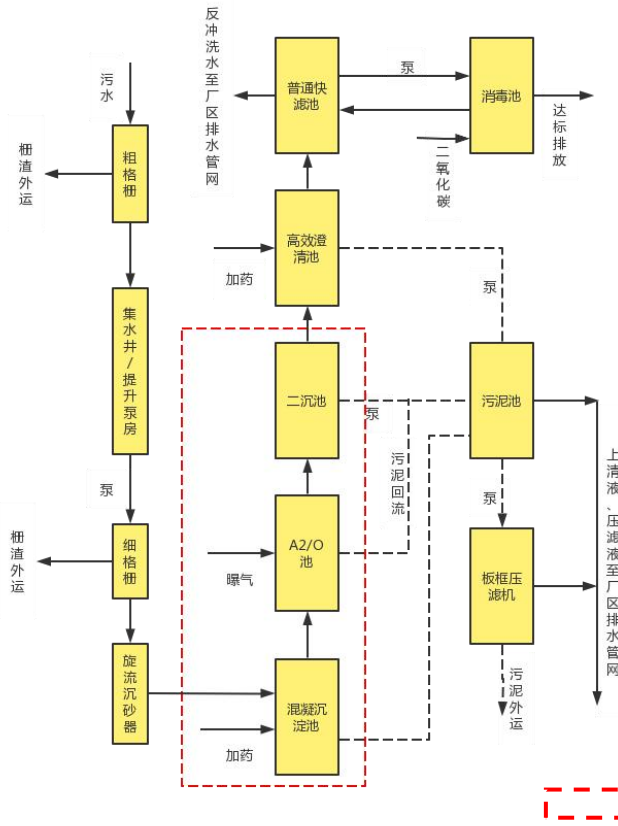 污水
粗格栅
栅渣外运
集水井/提升泵房
泵
细格栅
栅渣外运
旋流沉砂器
反冲洗水至厂区排水管网
普通快滤池
泵
消毒池
达标排放
二氧化碳
高效澄清池
加药
泵
二沉池
泵
污泥池
污泥回流
A2/O池
曝气
泵
板框压滤机
上清液、压滤液至厂区排水管网
混凝沉淀池
加药
污泥外运